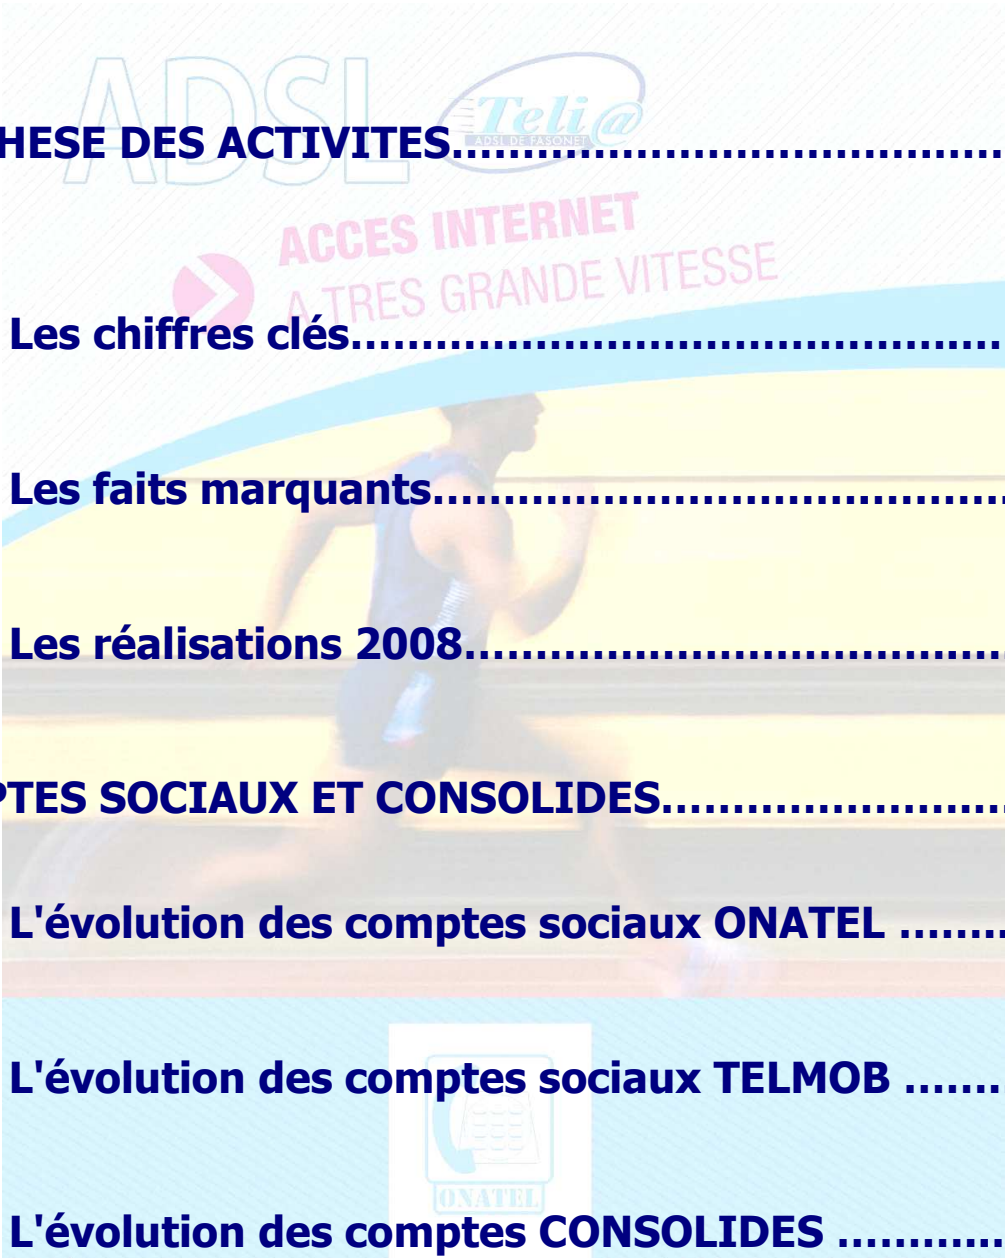 ADSL Teli@
ADSL DE FASONET
HESE DES ACTIVITES.......................................
ACCES INTERNET
A TRES GRANDE VITESSE
Les chiffres clés..............................................
Les faits marquants........................................
Les réalisations 2008......................................
PTES SOCIAUX ET CONSOLIDES........................
L'évolution des comptes sociaux ONATEL ........
L'évolution des comptes sociaux TELMOB .......
ONATEL
L'évolution des comptes CONSOLIDES ...........